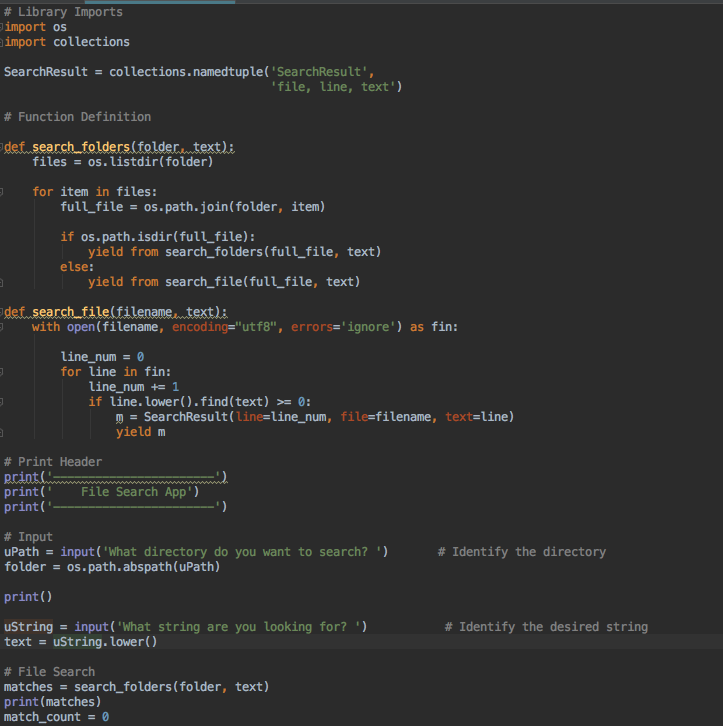 # Library Imports
import os
import collections
SearchResult = collections.namedtuple('SearchResult',
'file, line, text')
# Function Definition
def search_folders(folder, text):
files = os.listdir(folder)
for item in files:
full_file = os.path.join(folder, item)
if os.path.isdir(full_file):
yield from search_folders(full_file, text)
else:
yield from search_file(full_file, text)
def search_file(filename, text):
with open(filename, encoding="utf8", errors='ignore') as fin:
line_num = 0
for line in fin:
line_num += 1
if line.lower().find(text) >= 0:
m = SearchResult(line=line_num, file=filename, text=line)
yield m
# Print Header
print('-----------------------')
print('    File Search App')
print('-----------------------')
# Input
uPath = input('What directory do you want to search? ')       # Identify the directory
folder = os.path.abspath(uPath)
print()
uString = input('What string are you looking for? ')           # Identify the desired string
text = uString.lower()
# File Search
matches = search_folders(folder, text)
print(matches)
match_count = 0